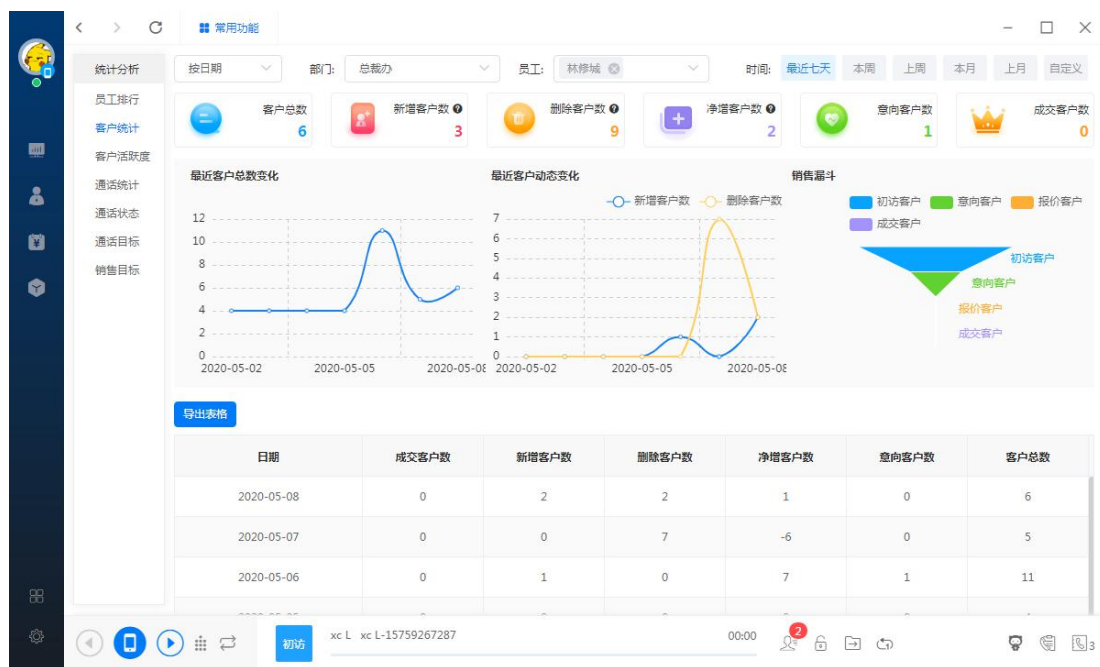 常用功能
统计分析
员工排行
客户统计
客户活跃度
通话统计
通话状态
通话目标
销售目标
按日期 部门: 总裁办 员工: 林修城 时间: 最近七天 本周 上周 本月 上月 自定义
客户总数 6
新增客户数 3
删除客户数 9
净增客户数 2
意向客户数 1
成交客户数 0
最近客户总数变化
12
10
8
6
4
2
0
2020-05-02 2020-05-05 2020-05-08
最近客户动态变化
新增客户数 删除客户数
7
6
5
4
3
2
1
0
2020-05-02 2020-05-05 2020-05-08
销售漏斗
初访客户 意向客户 报价客户
成交客户
初访客户
意向客户
报价客户
成交客户
导出表格
日期 成交客户数 新增客户数 删除客户数 净增客户数 意向客户数 客户总数
2020-05-08 0 2 2 1 0 6
2020-05-07 0 0 7 -6 0 5
2020-05-06 0 1 0 7 1 11
初访 xc L xc L-15759267287 00:00 2 3